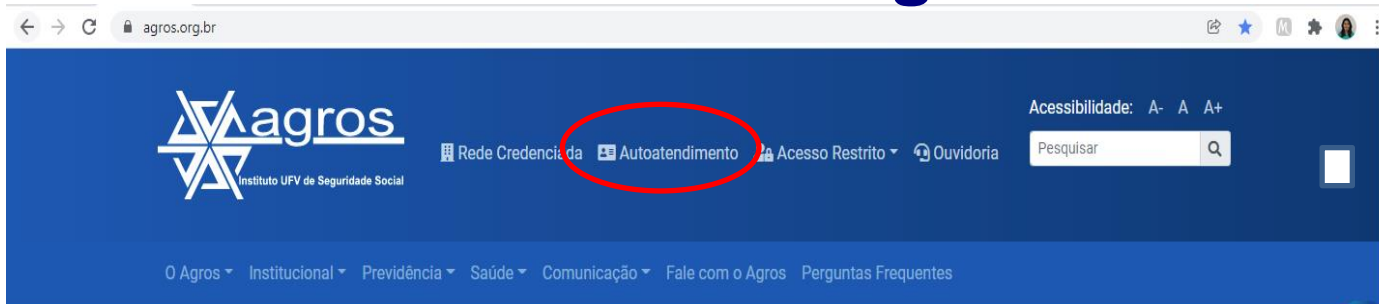 agros.org.br
agros
Instituto UFV de Seguridade Social
Rede Credenciada Autoatendimento Acesso Restrito Ouvidoria
Acessibilidade: A- A A+
Pesquisar
O Agros Institucional Previdência Saúde Comunicação Fale com o Agros Perguntas Frequentes